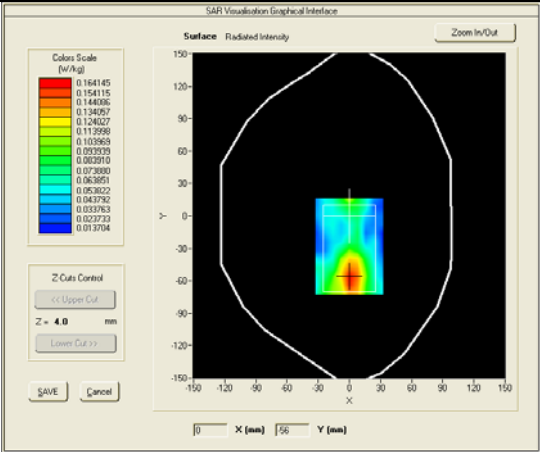 SAR Visualisation Graphical Interface
Surface Radiated Intensity
Zoom In/Out
Colors Scale
(W/kg)
0.164145
0.154115
0.144086
0.134057
0.124027
0.113998
0.103969
0.093939
0.083910
0.073880
0.063851
0.053822
0.043792
0.033763
0.023733
0.013704
Z-Cuts Control
<< Upper Cut
Z = 4.0 mm
Lower Cut >>
SAVE Cancel
150-
120-
90-
60-
30-
0-
-30-
-60-
-90-
-120-
-150-
Y
-150 -120 -90 -60 -30 0 30 60 90 120 150
X
0 X (mm) -56 Y (mm)